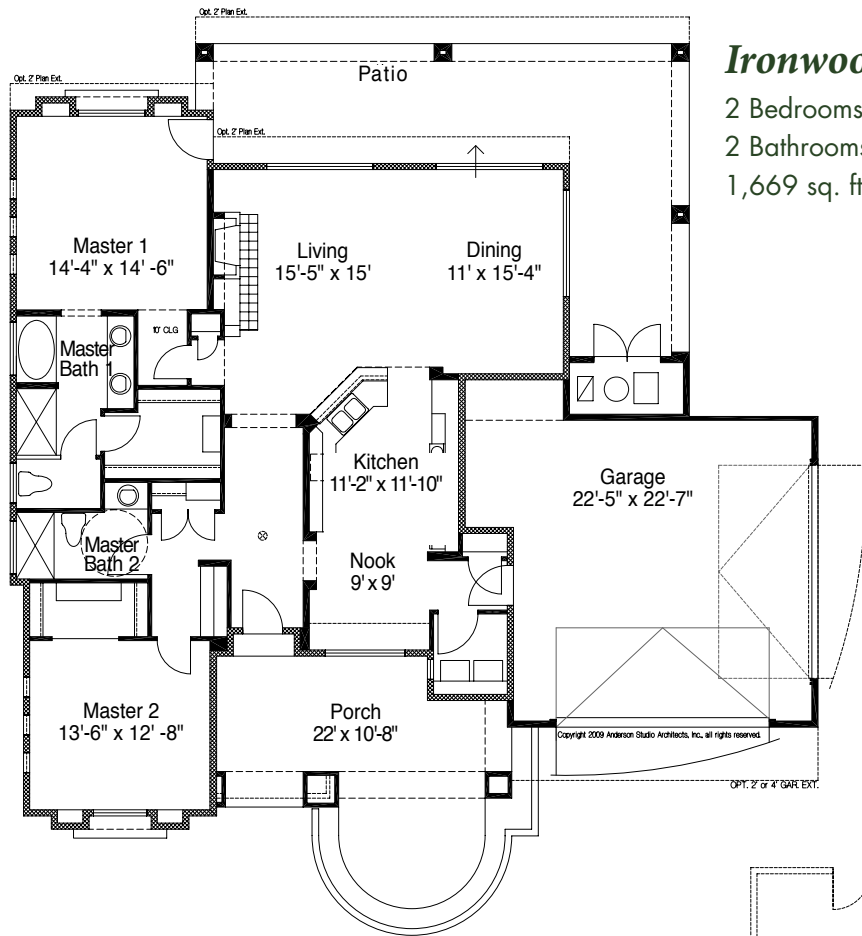 Opt. 2' Plan Ext.
Ironwoo
2 Bedrooms
2 Bathrooms
1,669 sq. ft
Patio
Opt. 2' Plan Ext.
Opt. 2' Plan Ext.
Master 1
14'-4" x 14' -6"
Living
15'-5" x 15'
Dining
11' x 15'-4"
10' CLG
Master
Bath 1
Kitchen
11'-2" x 11'-10"
Garage
22'-5" x 22'-7"
Master
Bath 2
Nook
9' x 9'
Master 2
13'-6" x 12' -8"
Porch
22' x 10'-8"
Copyright 2009 Anderson Studio Architects, Inc., all rights reserved.
OPT. 2' or 4' GAR. EXT.